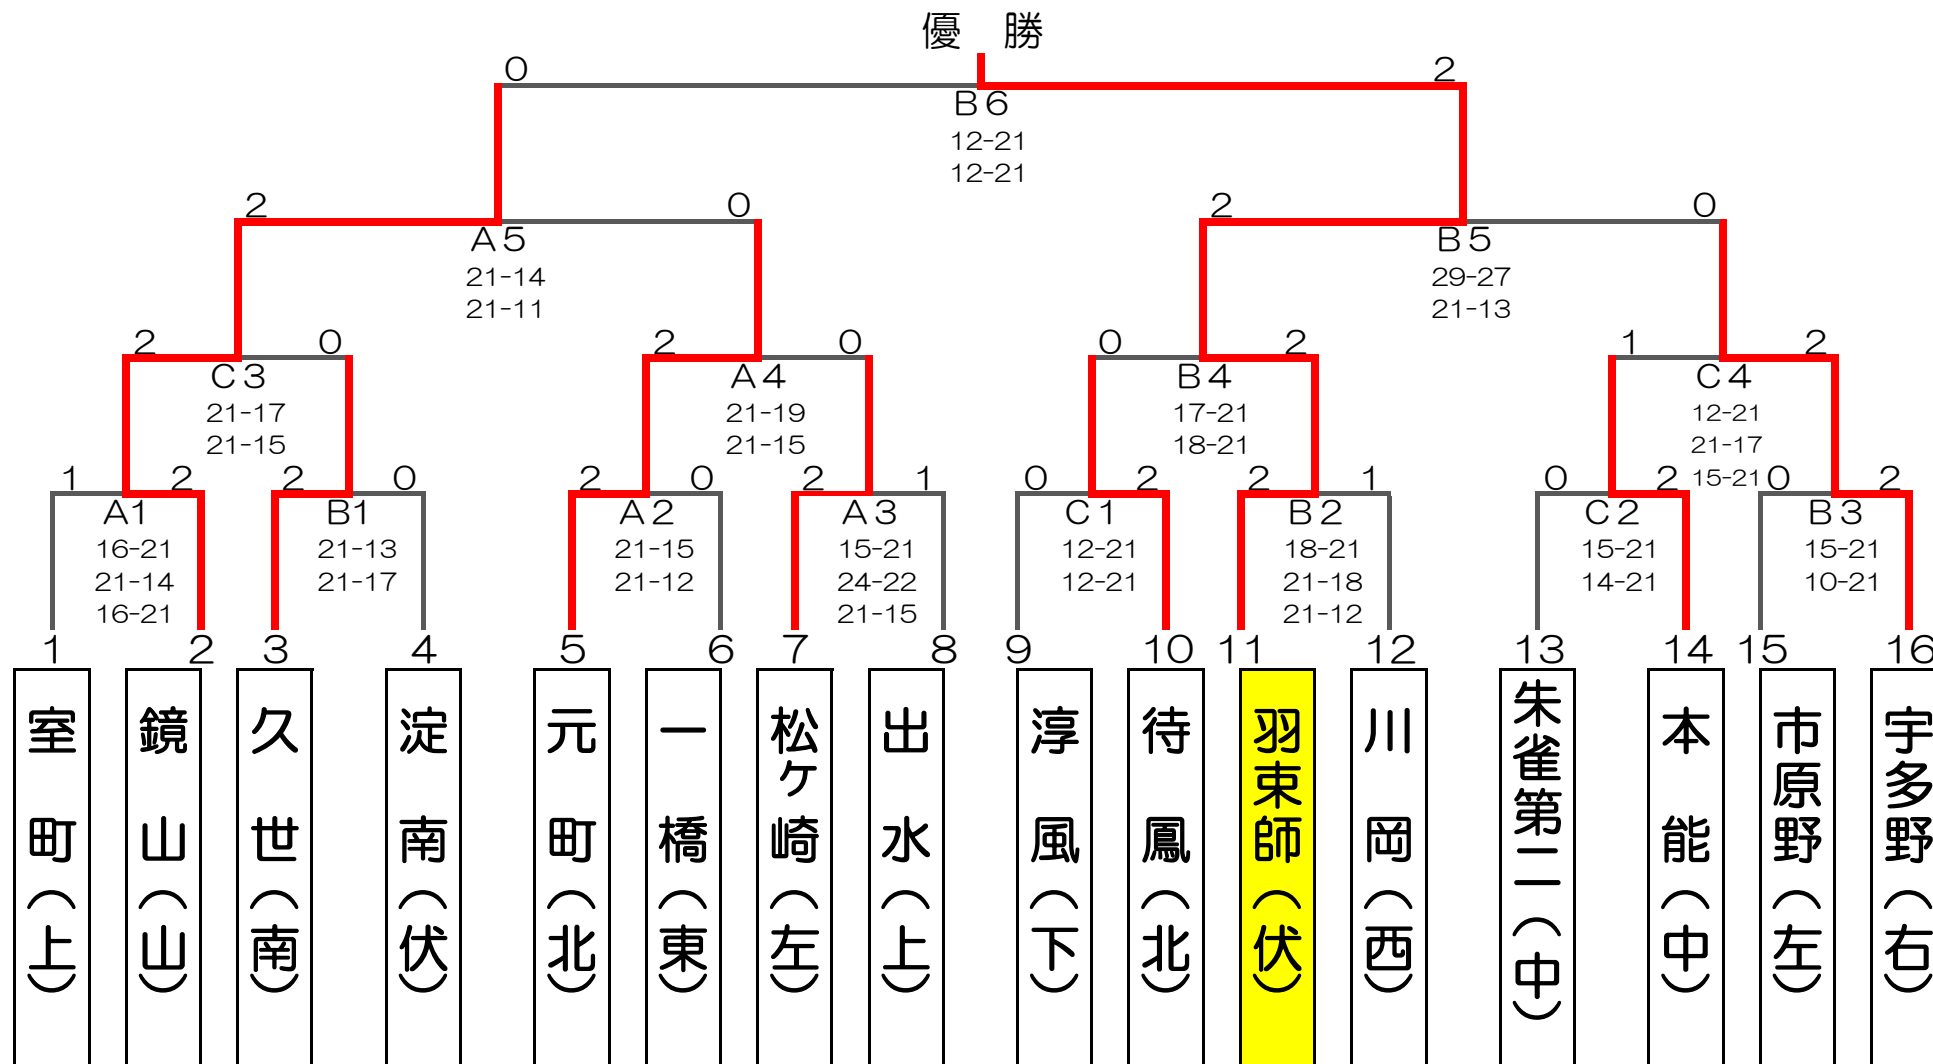 優 勝
0 2
B6
12-21
12-21
2 0 2 0
A5 B5
21-14 29-27
21-11 21-13
2 0 2 0 0 2 1 2
C3 A4 B4 C4
21-17 21-19 17-21 12-21
21-15 21-15 18-21 21-17
15-21
1 2 2 0 2 0 2 1 0 2 2 1 0 2 0 2
A1 B1 A2 A3 C1 B2 C2 B3
16-21 21-13 21-15 15-21 12-21 18-21 15-21 15-21
21-14 21-17 21-12 24-22 12-21 21-18 14-21 10-21
16-21 21-15 21-12
1 2 3 4 5 6 7 8 9 10 11 12 13 14 15 16
室町(上)
鏡山(山)
久世(南)
淀南(伏)
元町(北)
一橋(東)
松ケ崎(左)
出水(上)
淳風(下)
待鳳(北)
羽束師(伏)
川岡(西)
朱雀第二(中)
本能(中)
市原野(左)
宇多野(右)